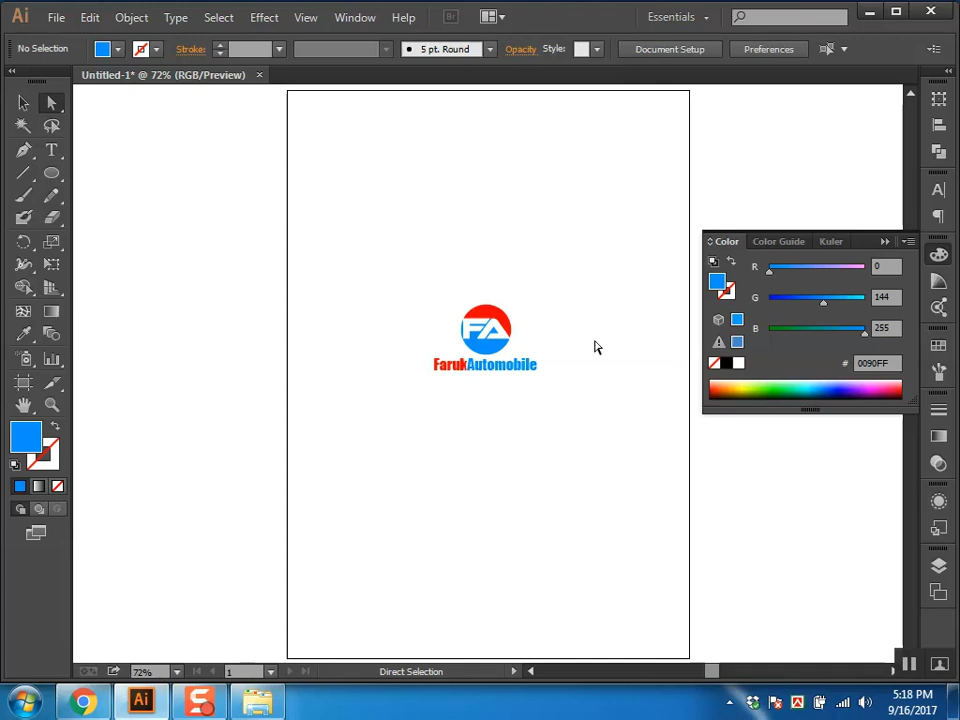 Ai File Edit Object Type Select Effect View Window Help Br Essentials
No Selection Stroke: 5 pt. Round Opacity Style: Document Setup Preferences
Untitled-1* @ 72% (RGB/Preview) ×
Color Color Guide Kuler
R 0
G 144
B 255
# 0090FF
FA
FarukAutomobile
72% 1 Direct Selection
Ai S 5:18 PM
9/16/2017